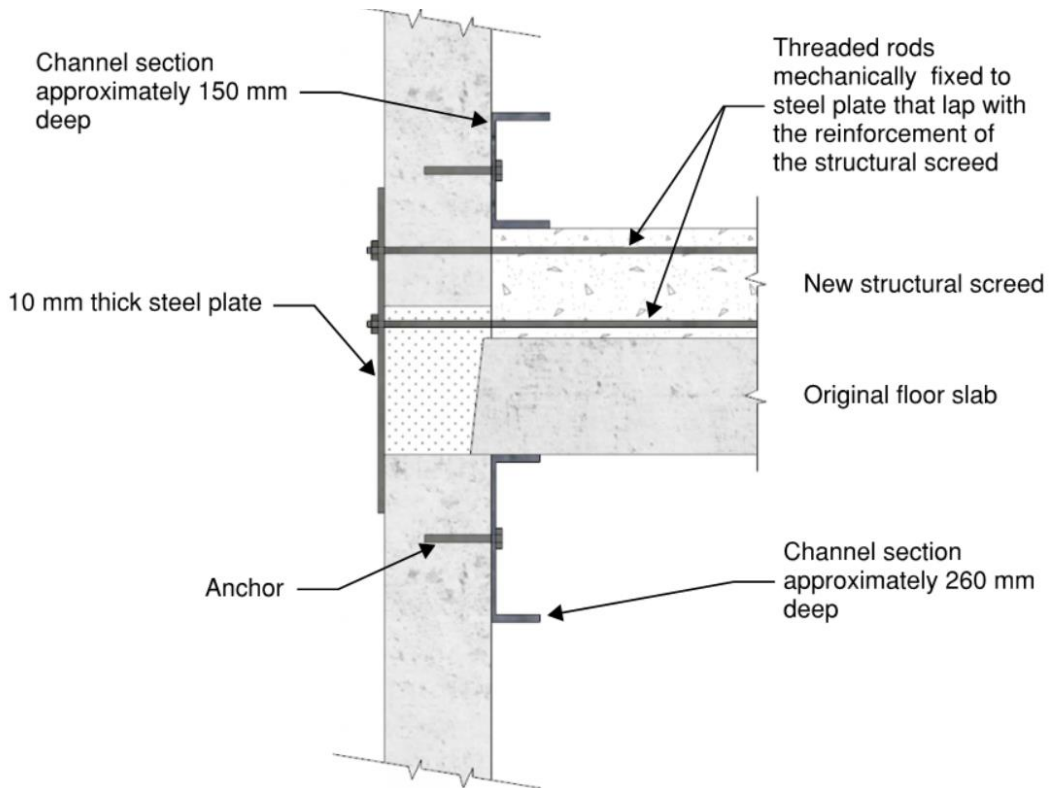 Channel section
approximately 150 mm
deep
Threaded rods
mechanically fixed to
steel plate that lap with
the reinforcement of
the structural screed
10 mm thick steel plate
New structural screed
Original floor slab
Anchor
Channel section
approximately 260 mm
deep